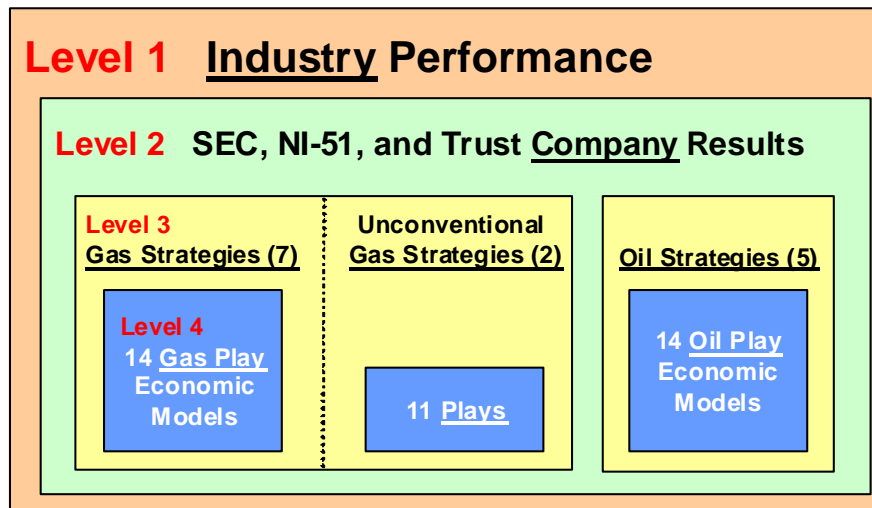 Level 1 Industry Performance
Level 2 SEC, NI-51, and Trust Company Results
Level 3
Gas Strategies (7)
Level 4
14 Gas Play
Economic
Models
Unconventional
Gas Strategies (2)
11 Plays
Oil Strategies (5)
14 Oil Play
Economic
Models